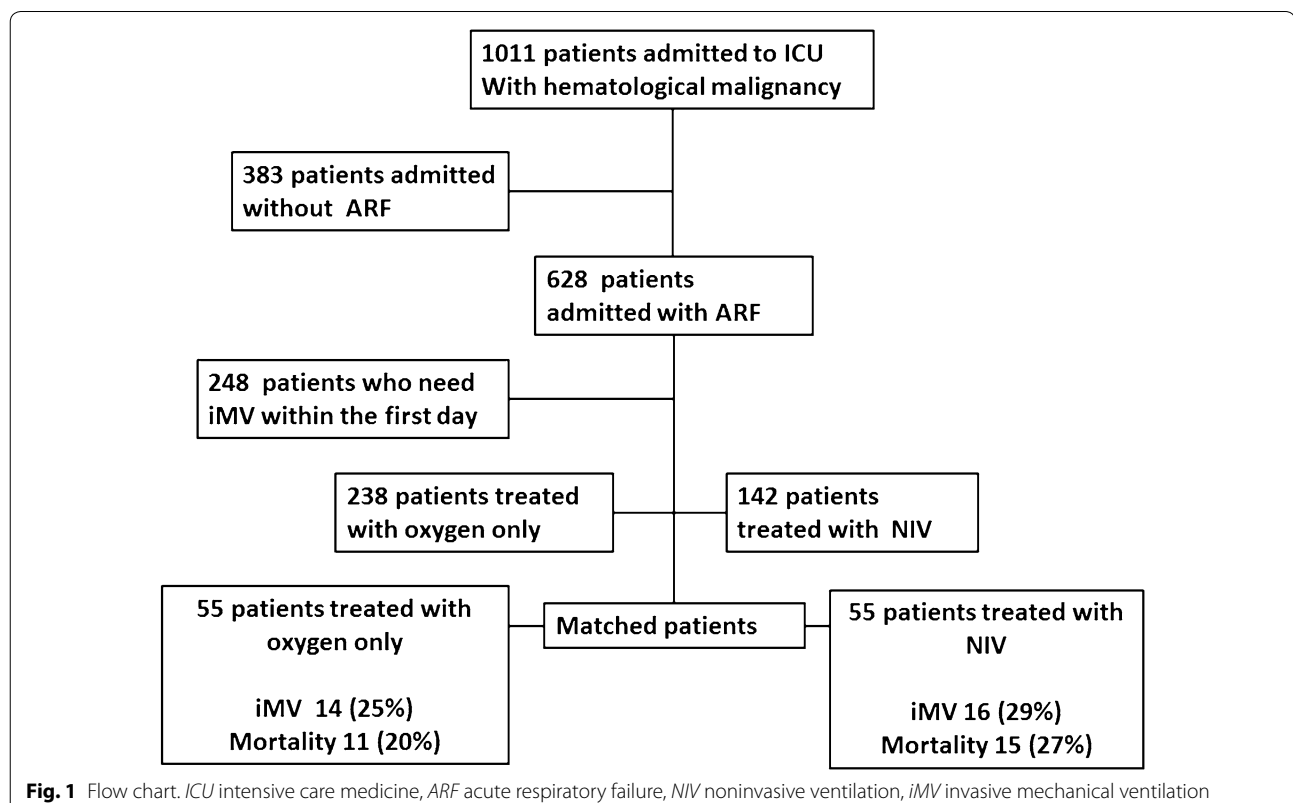 1011 patients admitted to ICU
With hematological malignancy
383 patients admitted
without ARF
628 patients
admitted with ARF
248 patients who need
iMV within the first day
238 patients treated
with oxygen only
142 patients
treated with NIV
55 patients treated with
oxygen only
iMV 14 (25%)
Mortality 11 (20%)
Matched patients
55 patients treated with
NIV
iMV 16 (29%)
Mortality 15 (27%)
Fig. 1 Flow chart. ICU intensive care medicine, ARF acute respiratory failure, NIV noninvasive ventilation, iMV invasive mechanical ventilation